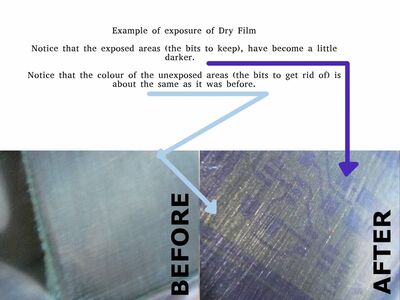 Example of exposure of Dry Film
Notice that the exposed areas (the bits to keep), have become a little
darker.
Notice that the colour of the unexposed areas (the bits to get rid of) is
about the same as it was before.
BEFORE
AFTER